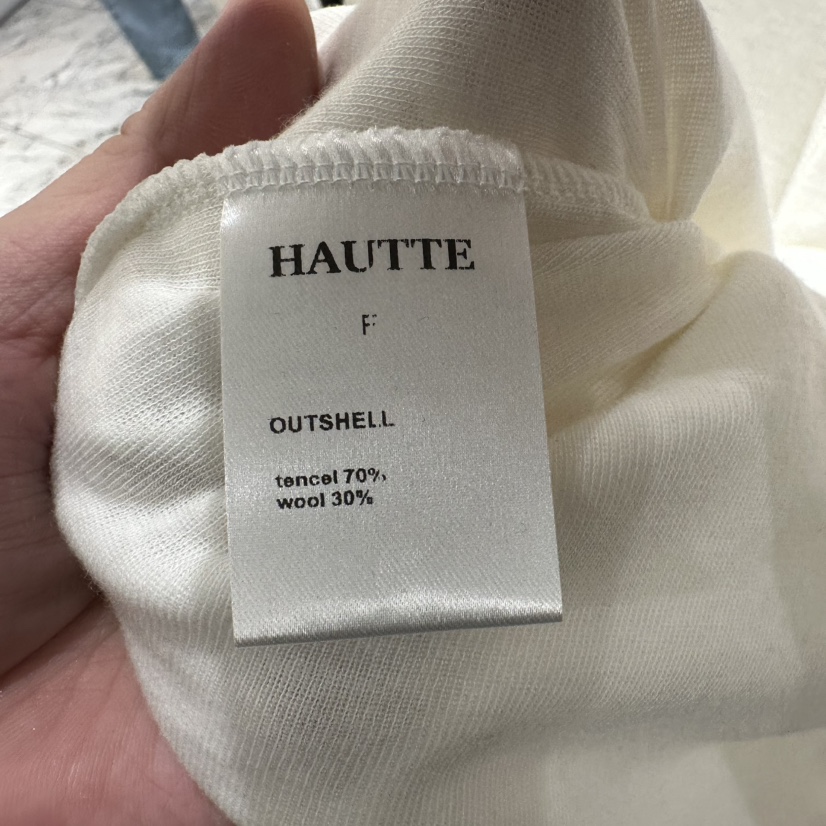 HAUTTE
F
OUTSHELL
tencel 70%
wool 30%